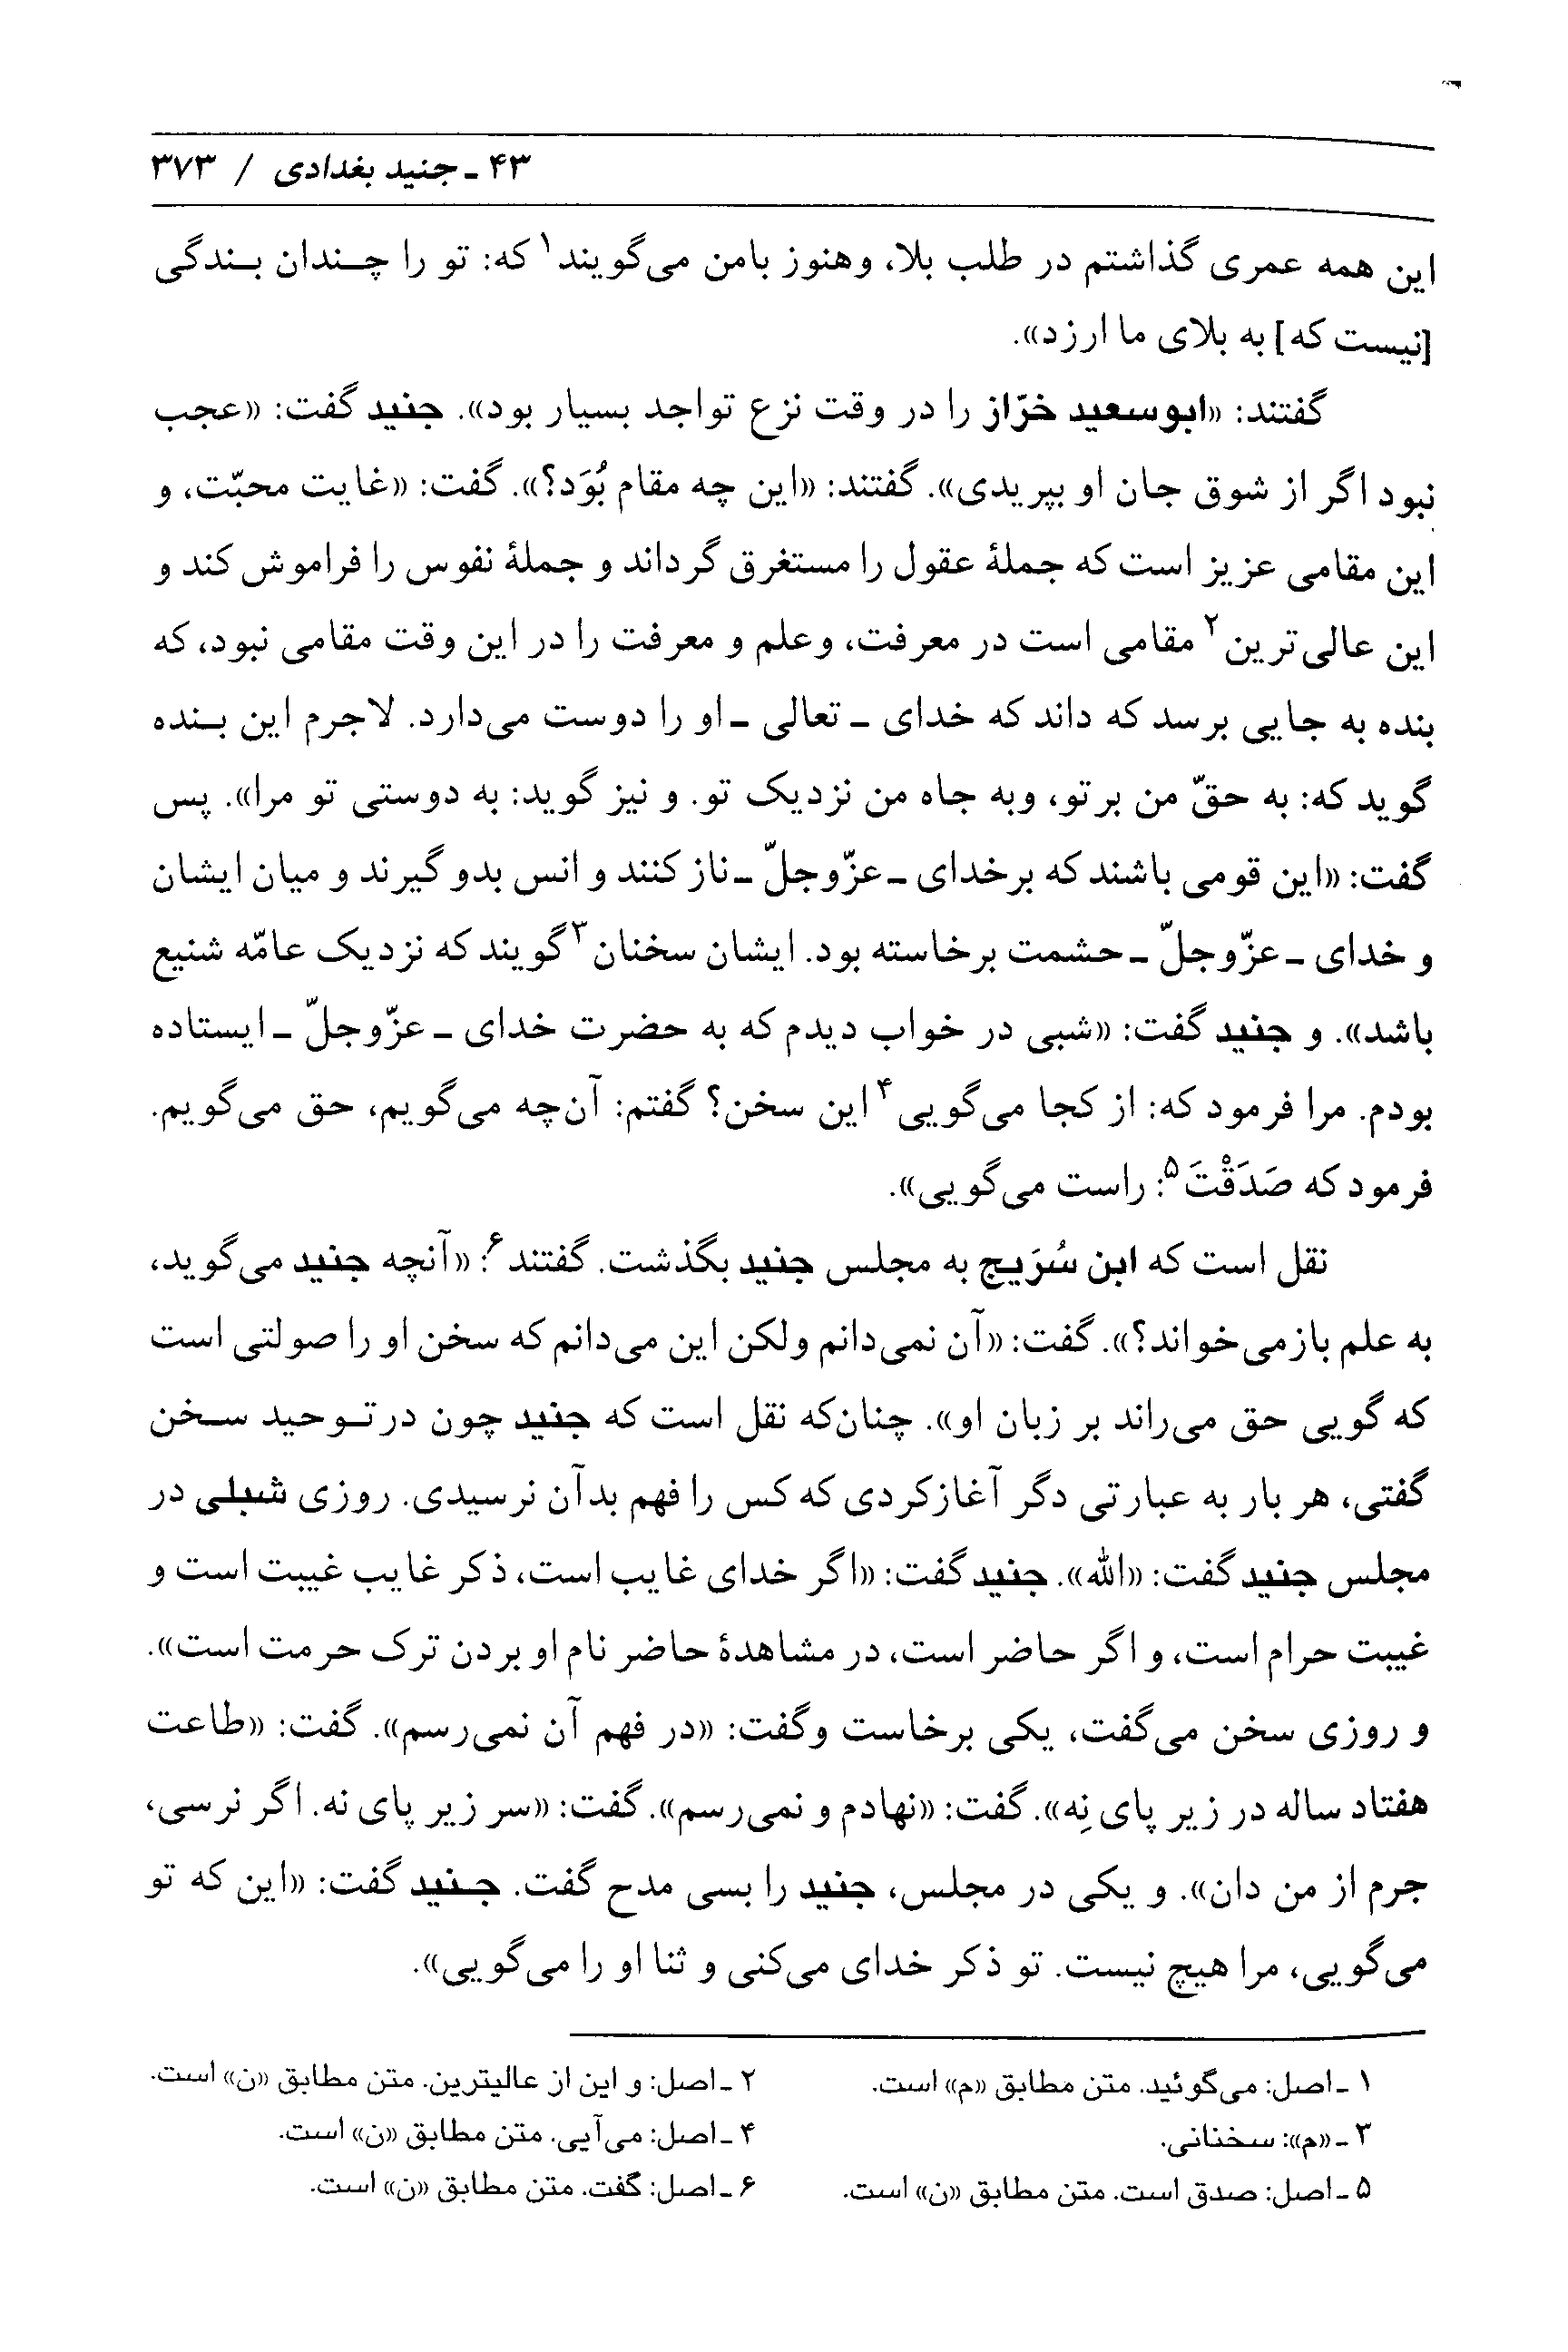 ۴۳ ـ جنید بغدادی / ۳۷۳
این همه عمری گذاشتم در طلب بلا، وهنوز بامن می‌گویند۱ که: تو را چندان بندگی
[نیست که] به بلای ما ارزد».
گفتند: «ابوسعید خرّاز را در وقت نزع تواجد بسیار بود». جنید گفت: «عجب
نبود اگر از شوق جان او بپریدی». گفتند: «این چه مقام بُوَد؟». گفت: «غایت محبّت، و
این مقامی عزیز است که جملهٔ عقول را مستغرق گرداند و جملهٔ نفوس را فراموش کند و
این عالی‌ترین۲ مقامی است در معرفت، وعلم و معرفت را در این وقت مقامی نبود، که
بنده به جایی برسد که داند که خدای ـ تعالی ـ او را دوست می‌دارد. لاجرم این بنده
گوید که: به حقّ من برتو، وبه جاه من نزدیک تو. و نیز گوید: به دوستی تو مرا». پس
گفت: «این قومی باشند که برخدای ـ عزّوجلّ ـ ناز کنند و انس بدو گیرند و میان ایشان
و خدای ـ عزّوجلّ ـ حشمت برخاسته بود. ایشان سخنان۳ گویند که نزدیک عامّه شنیع
باشد». و جنید گفت: «شبی در خواب دیدم که به حضرت خدای ـ عزّوجلّ ـ ایستاده
بودم. مرا فرمود که: از کجا می‌گویی۴ این سخن؟ گفتم: آن‌چه می‌گویم، حق می‌گویم.
فرمود که صَدَقْتَ۵: راست می‌گویی».
نقل است که ابن سُرَیج به مجلس جنید بگذشت. گفتند۶: «آنچه جنید می‌گوید،
به علم بازمی‌خواند؟». گفت: «آن نمی‌دانم ولکن این می‌دانم که سخن او را صولتی است
که گویی حق می‌راند بر زبان او». چنان‌که نقل است که جنید چون درتوحید سخن
گفتی، هر بار به عبارتی دگر آغازکردی که کس را فهم بدآن نرسیدی. روزی شبلی در
مجلس جنید گفت: «الله». جنید گفت: «اگر خدای غایب است، ذکر غایب غیبت است و
غیبت حرام است، و اگر حاضر است، در مشاهدهٔ حاضر نام او بردن ترک حرمت است».
و روزی سخن می‌گفت، یکی برخاست وگفت: «در فهم آن نمی‌رسم». گفت: «طاعت
هفتاد ساله در زیر پای نِه». گفت: «نهادم و نمی‌رسم». گفت: «سر زیر پای نه. اگر نرسی،
جرم از من دان». و یکی در مجلس، جنید را بسی مدح گفت. جنید گفت: «این که تو
می‌گویی، مرا هیچ نیست. تو ذکر خدای می‌کنی و ثنا او را می‌گویی».
۱ ـ اصل: می‌گوئید. متن مطابق «م» است.
۲ ـ اصل: و این از عالیترین. متن مطابق «ن» است.
۳ ـ «م»: سخنانی.
۴ ـ اصل: می‌آیی. متن مطابق «ن» است.
۵ ـ اصل: صدق است. متن مطابق «ن» است.
۶ ـ اصل: گفت. متن مطابق «ن» است.